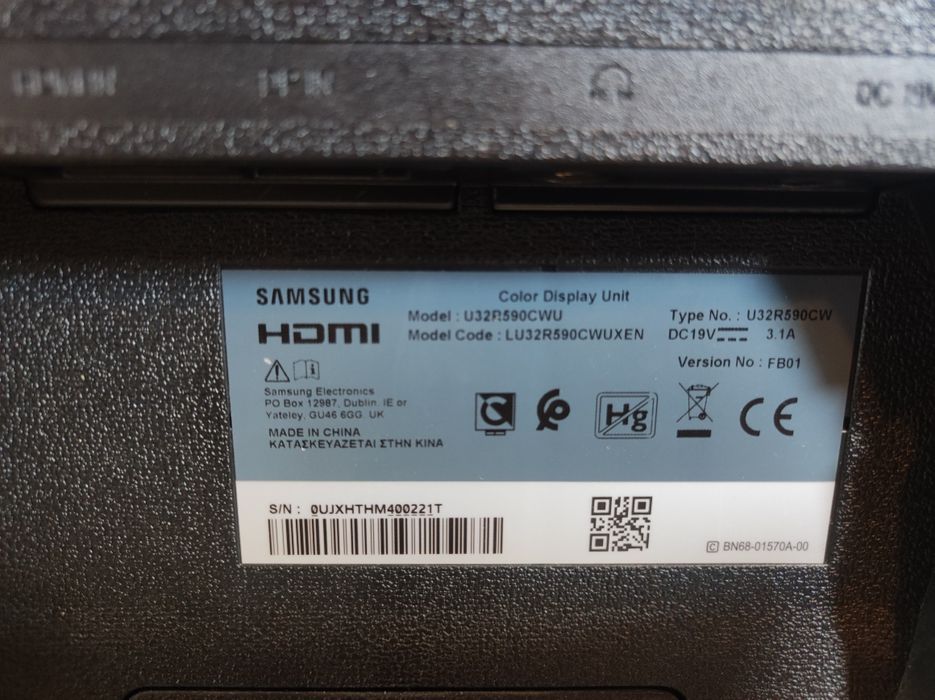 DC 19V
SAMSUNG
HDMI
Color Display Unit
Model : U32R590CWU
Model Code : LU32R590CWUXEN
Type No. : U32R590CW
DC19V 3.1A
Version No : FB01
Samsung Electronics
PO Box 12987, Dublin. IE or
Yateley, GU46 6GG. UK
MADE IN CHINA
ΚΑΤΑΣΚΕΥΑΖΕΤΑΙ ΣΤΗΝ ΚΙΝΑ
Hg
CE
S/N : 0UJXHTHM400221T
C BN68-01570A-00